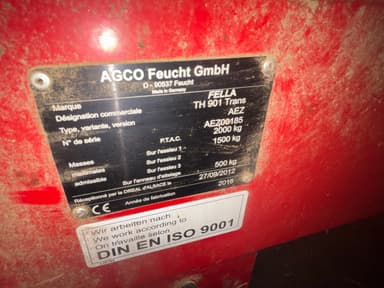 AGCO Feucht GmbH
D - 90537 Feucht
Made in Germany
Marque FELLA
Désignation commerciale TH 901 Trans
Type, variante, version AEZ
N° de série AEZ00185
P.T.A.C. 2000 kg
Masses Sur l'essieu 1 1500 kg
maximales Sur l'essieu 2
admissible Sur l'essieu 3
Sur l'anneau d'attelage 500 kg
Réceptionné par la DREAL d'ALSACE le 27/09/2012
Année de fabrication 2016
CE
Wir arbeiten nach
We work according to
On travaille selon
DIN EN ISO 9001